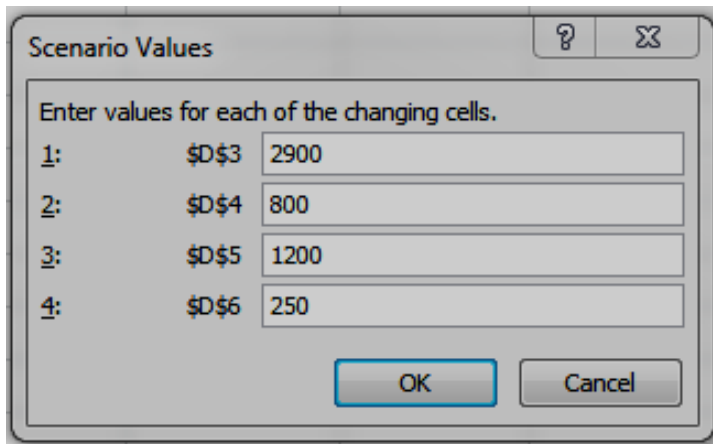 Scenario Values
Enter values for each of the changing cells.
1: $D$3 2900
2: $D$4 800
3: $D$5 1200
4: $D$6 250
OK Cancel